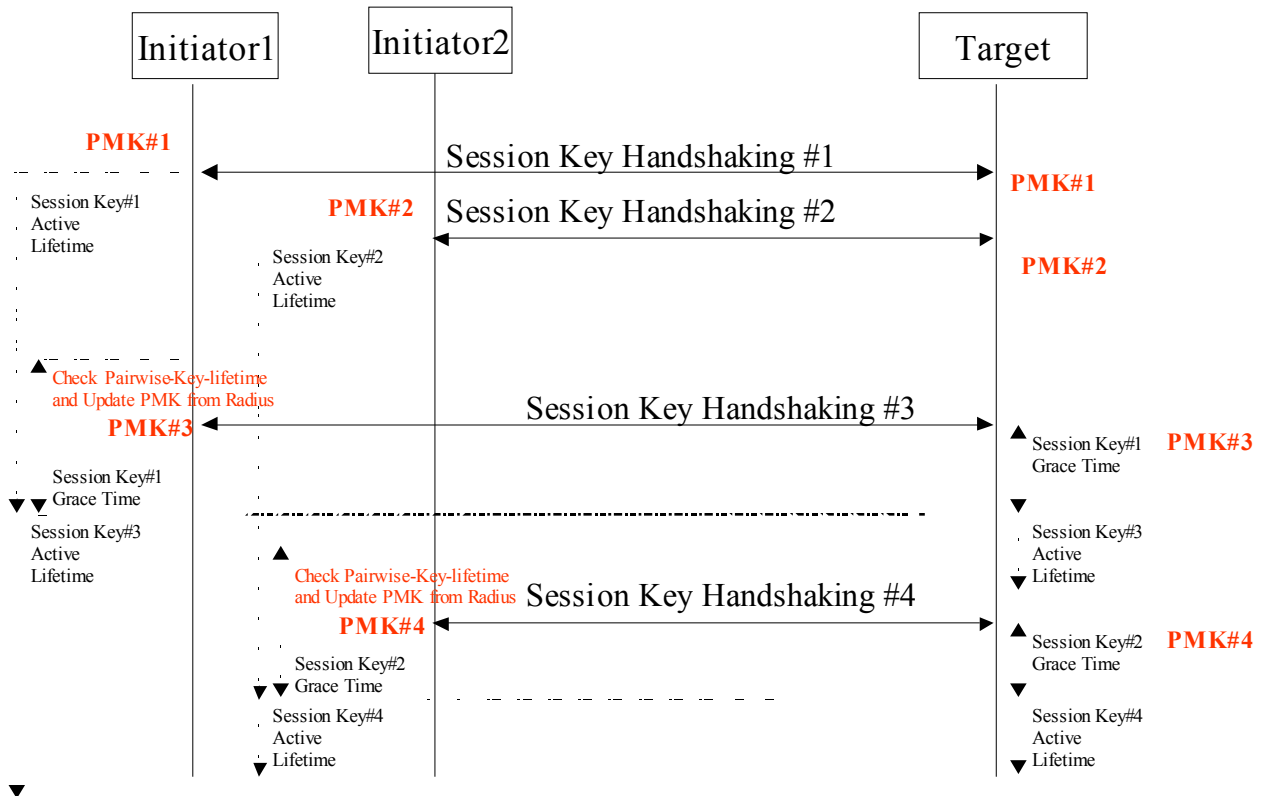 Initiator1
Initiator2
Target
PMK#1
Session Key Handshaking #1
PMK#1
Session Key#1
Active
Lifetime
PMK#2
Session Key Handshaking #2
Session Key#2
Active
Lifetime
PMK#2
Check Pairwise-Key-lifetime
and Update PMK from Radius
PMK#3
Session Key Handshaking #3
Session Key#1
Grace Time
PMK#3
Session Key#1
Grace Time
Session Key#3
Active
Lifetime
Session Key#3
Active
Lifetime
Check Pairwise-Key-lifetime
and Update PMK from Radius
PMK#4
Session Key Handshaking #4
Session Key#2
Grace Time
PMK#4
Session Key#2
Grace Time
Session Key#4
Active
Lifetime
Session Key#4
Active
Lifetime